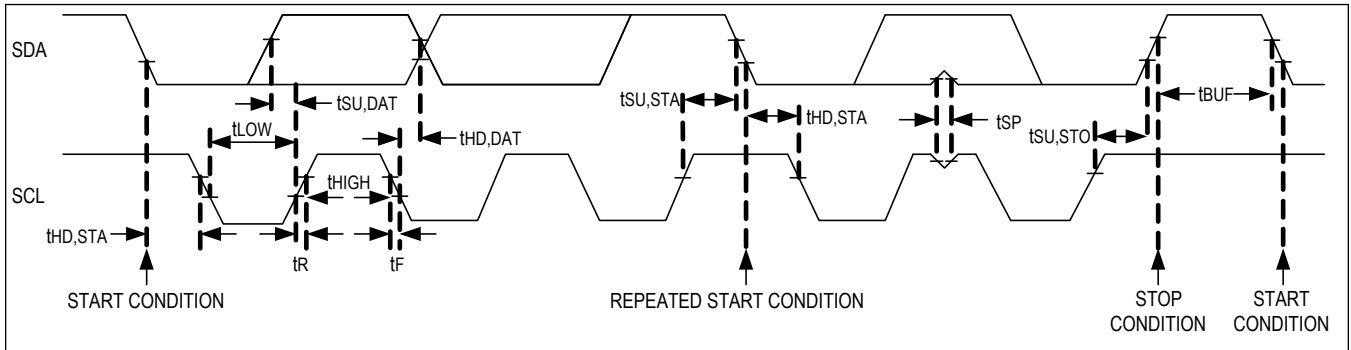 SDA
tSU,DAT
tSU,STA
tBUF
tLOW
tHD,DAT
tHD,STA
tSP
tSU,STO
SCL
tHIGH
tHD,STA
tR
tF
START CONDITION
REPEATED START CONDITION
STOP
CONDITION
START
CONDITION